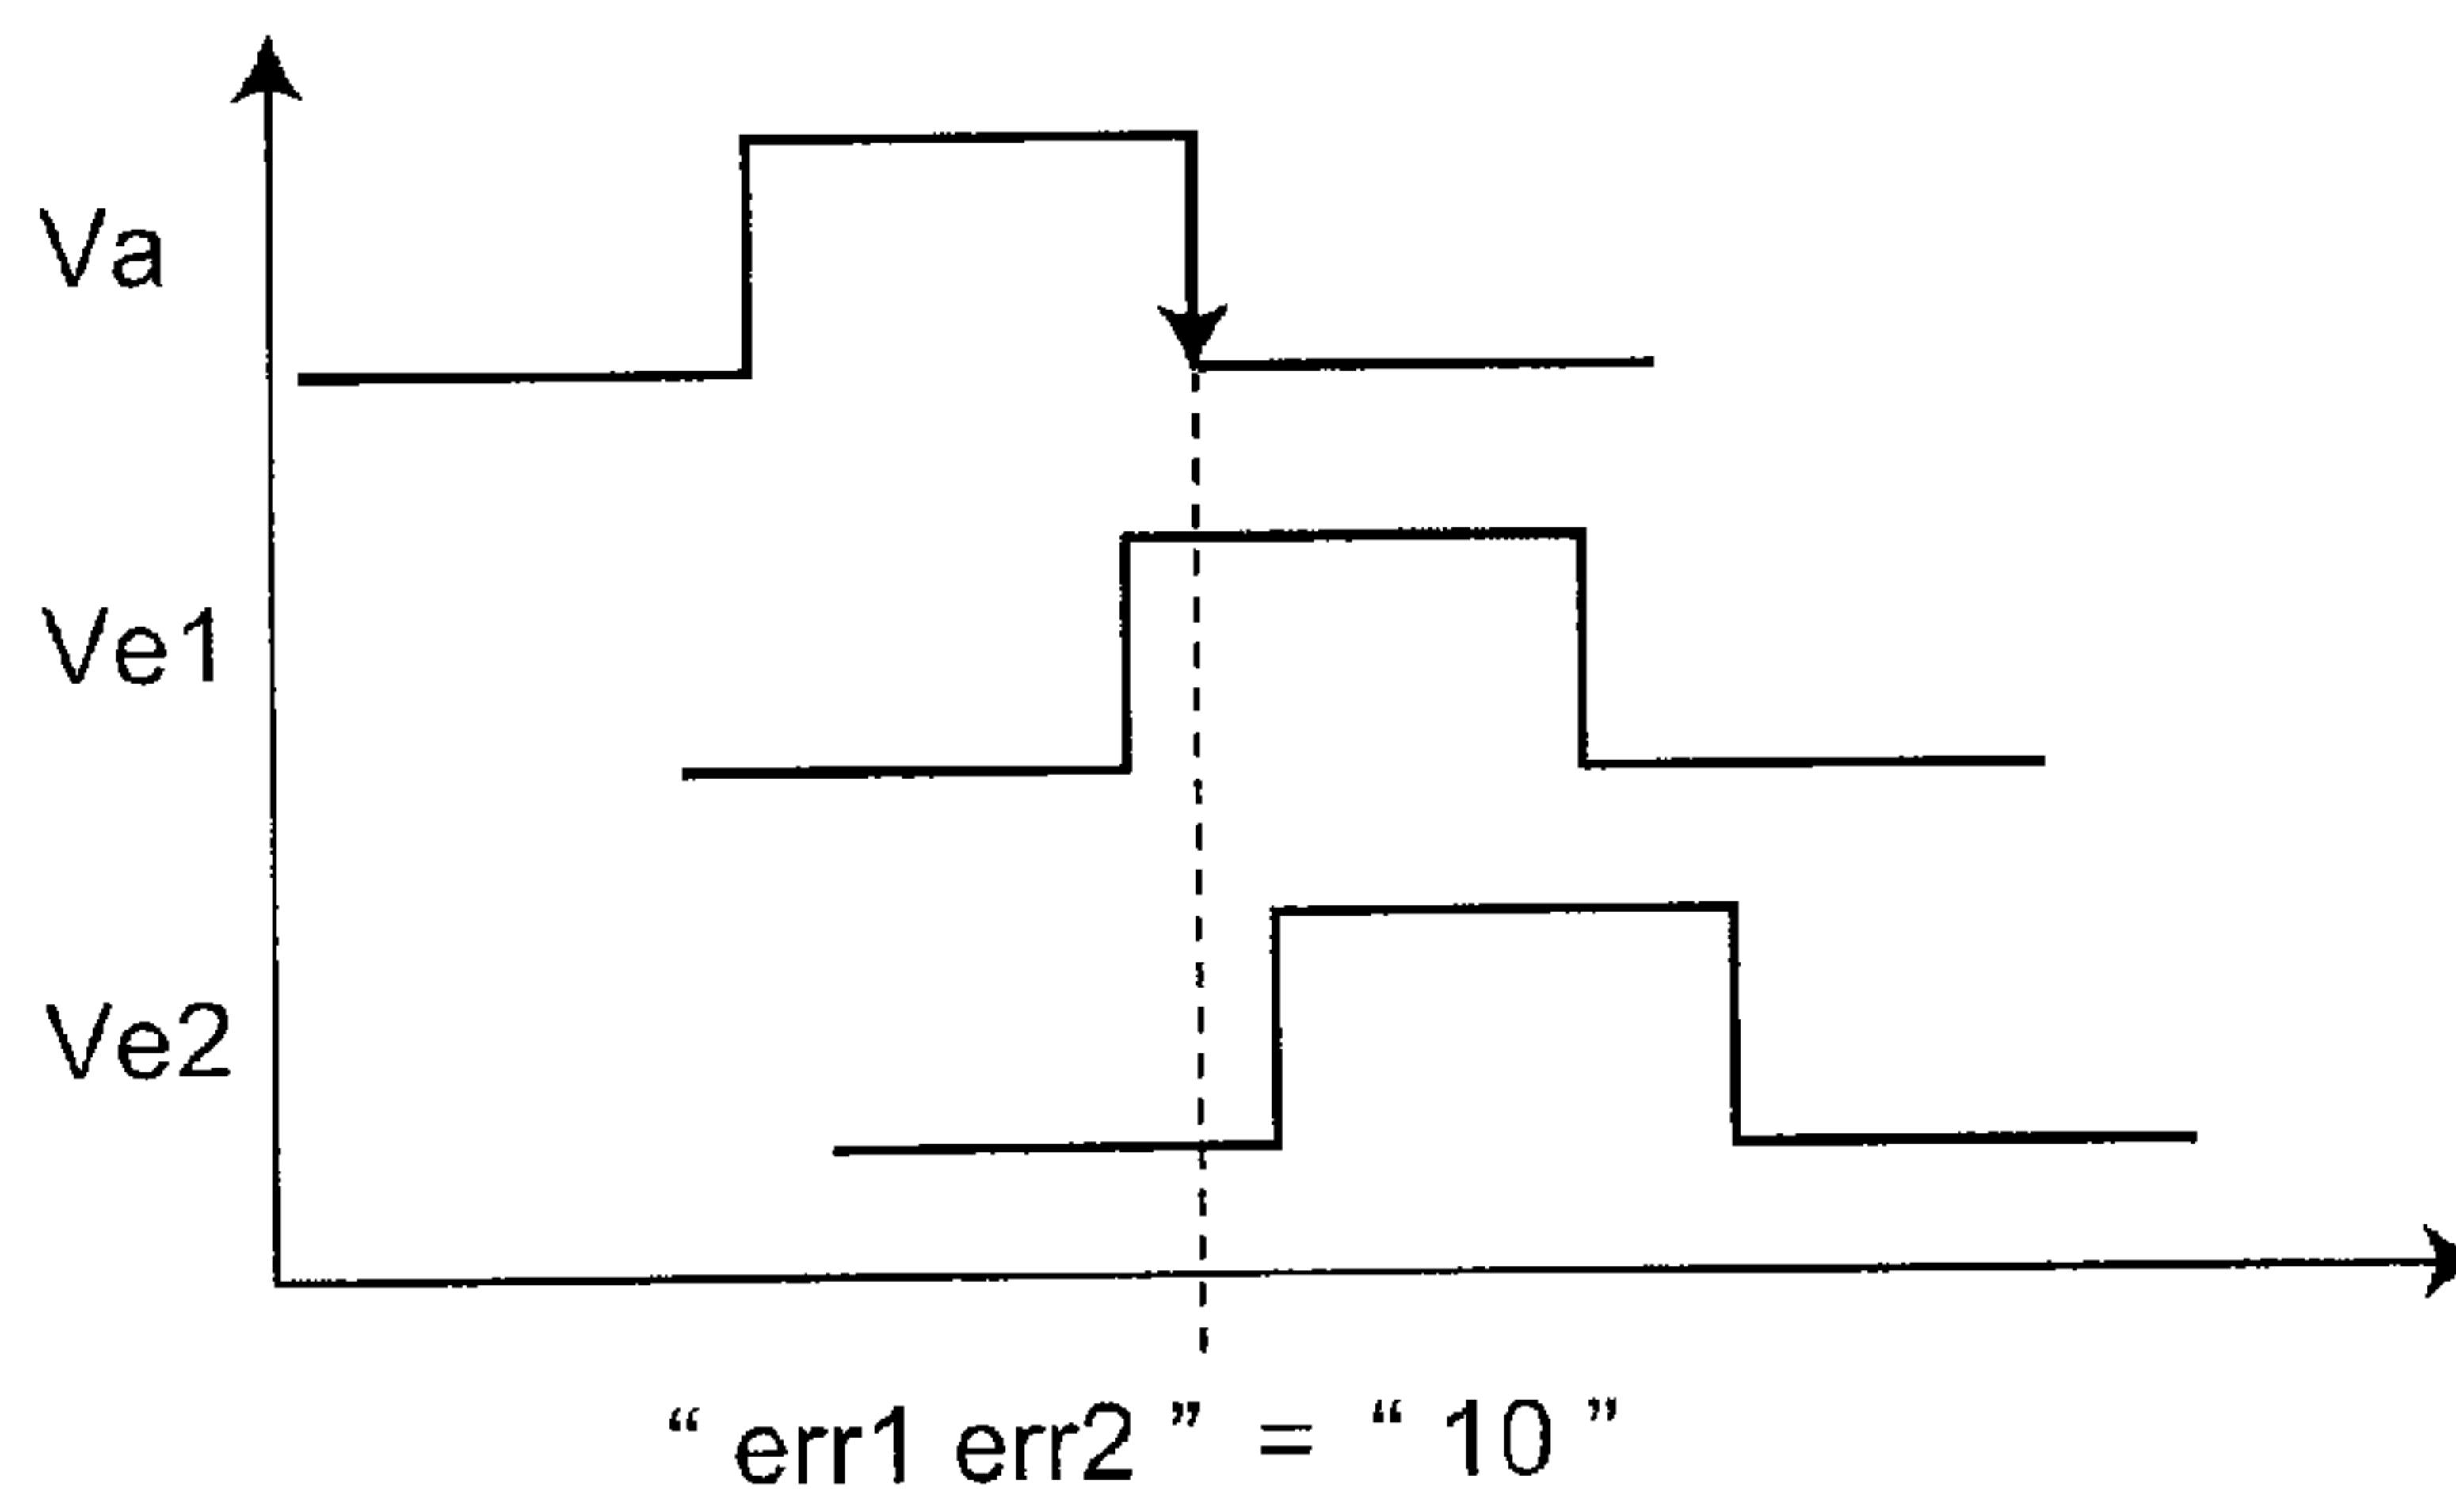 Va
Ve1
Ve2
“ err1 err2 ” = “ 10 ”